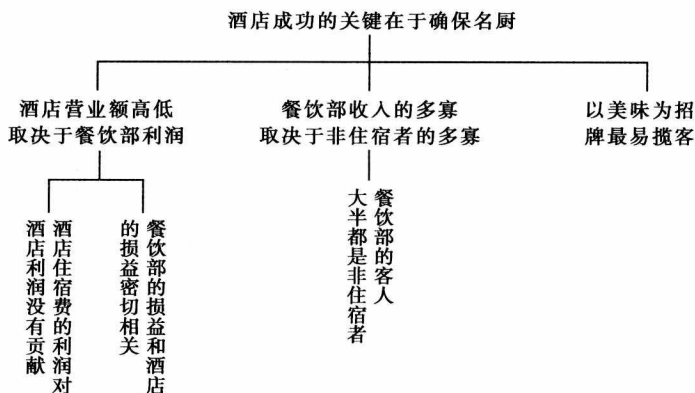 酒店成功的关键在于确保名厨
酒店营业额高低
取决于餐饮部利润
餐饮部收入的多寡
取决于非住宿者的多寡
以美味为招
牌最易揽客
酒店住宿费的利润对
酒店利润没有贡献
餐饮部的损益和酒店
的损益密切相关
餐饮部的客人
大半都是非住宿者